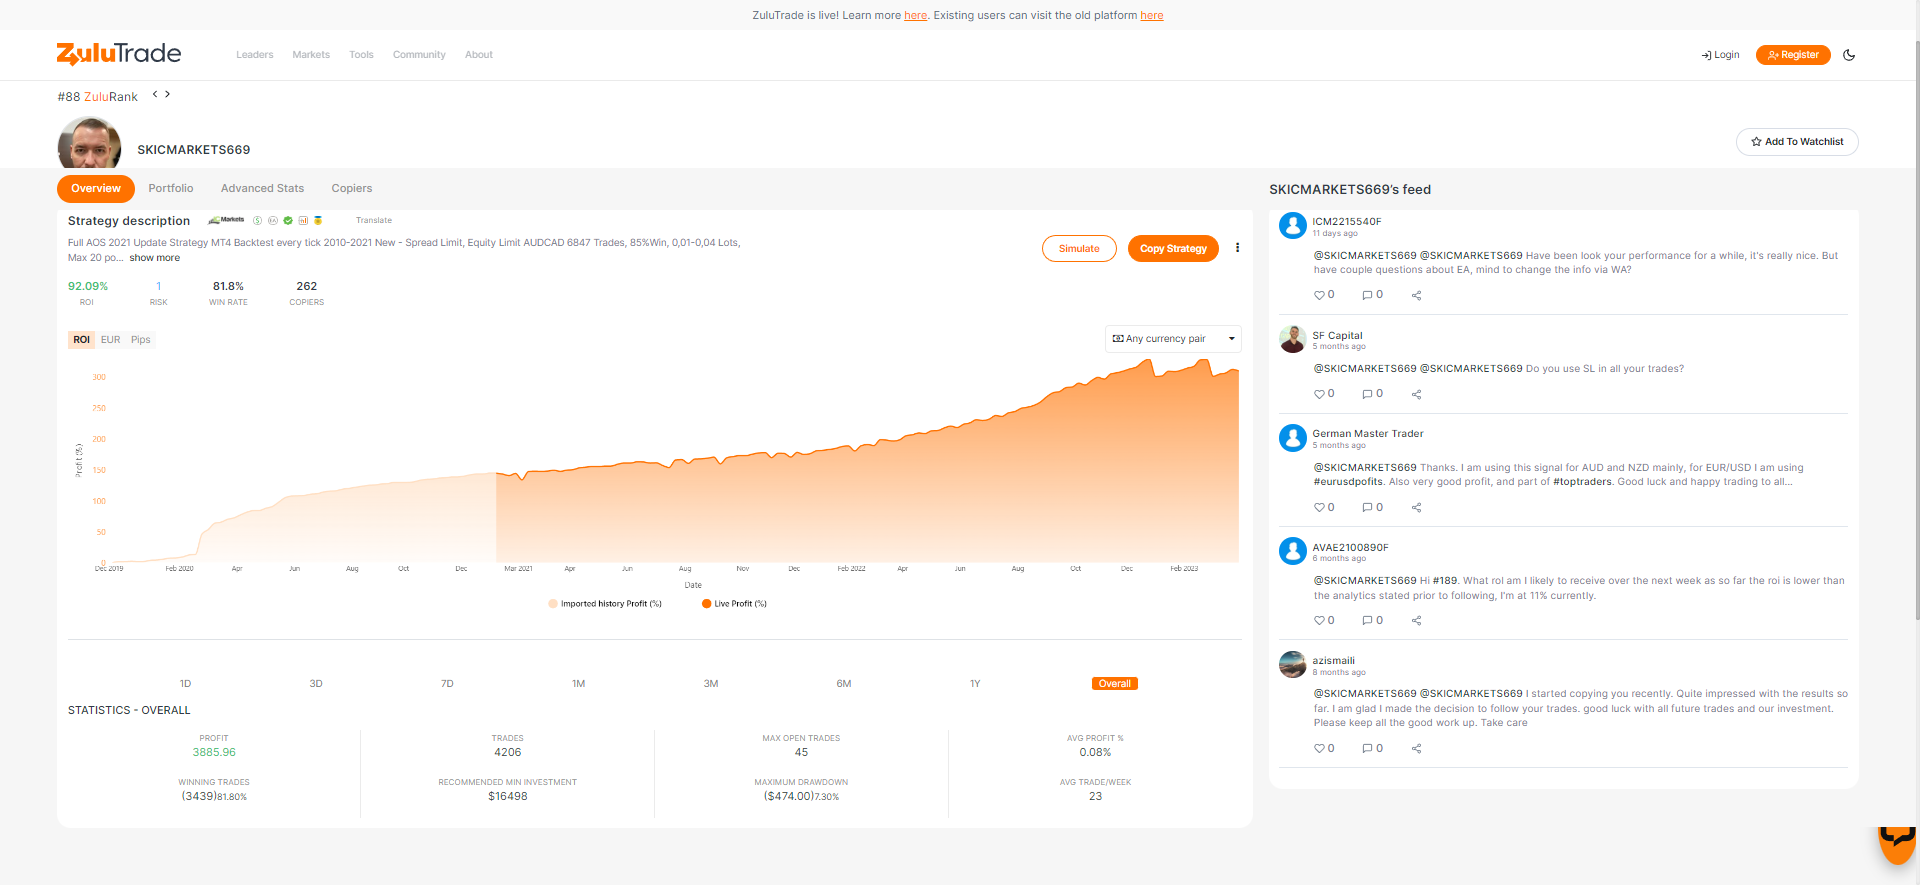 ZuluTrade is live! Learn more here. Existing users can visit the old platform here
ZuluTrade
Leaders Markets Tools Community About
Login
Register
#88 ZuluRank
SKICMARKETS669
Add To Watchlist
Overview Portfolio Advanced Stats Copiers
Strategy description
Markets
Translate
Full AOS 2021 Update Strategy MT4 Backtest every tick 2010-2021 New - Spread Limit, Equity Limit AUDCAD 6847 Trades, 85%Win, 0,01-0,04 Lots,
Max 20 po... show more
Simulate
Copy Strategy
92.09% 1 81.8% 262
ROI RISK WIN RATE COPIERS
ROI EUR Pips
Any currency pair
300
250
200
150
100
50
0
Profit (%)
Dec 2019 Feb 2020 Apr Jun Aug Oct Dec Mar 2021 Apr Jun Aug Nov Dec Feb 2022 Apr Jun Aug Oct Dec Feb 2023
Date
Imported history Profit (%) Live Profit (%)
1D 3D 7D 1M 3M 6M 1Y Overall
STATISTICS - OVERALL
PROFIT TRADES MAX OPEN TRADES AVG PROFIT %
3885.96 4206 45 0.08%
WINNING TRADES RECOMMENDED MIN INVESTMENT MAXIMUM DRAWDOWN AVG TRADE/WEEK
(3439)81.80% $16498 ($474.00)7.30% 23
SKICMARKETS669's feed
ICM2215540F
11 days ago
@SKICMARKETS669 @SKICMARKETS669 Have been look your performance for a while, it's really nice. But
have couple questions about EA, mind to change the info via WA?
0 0
SF Capital
5 months ago
@SKICMARKETS669 @SKICMARKETS669 Do you use SL in all your trades?
0 0
German Master Trader
5 months ago
@SKICMARKETS669 Thanks. I am using this signal for AUD and NZD mainly, for EUR/USD I am using
#eurusdpofits. Also very good profit, and part of #toptraders. Good luck and happy trading to all...
0 0
AVAE2100890F
6 months ago
@SKICMARKETS669 Hi #189. What roI am I likely to receive over the next week as so far the roi is lower than
the analytics stated prior to following, I'm at 11% currently.
0 0
azismaili
8 months ago
@SKICMARKETS669 @SKICMARKETS669 I started copying you recently. Quite impressed with the results so
far. I am glad I made the decision to follow your trades. good luck with all future trades and our investment.
Please keep all the good work up. Take care
0 0